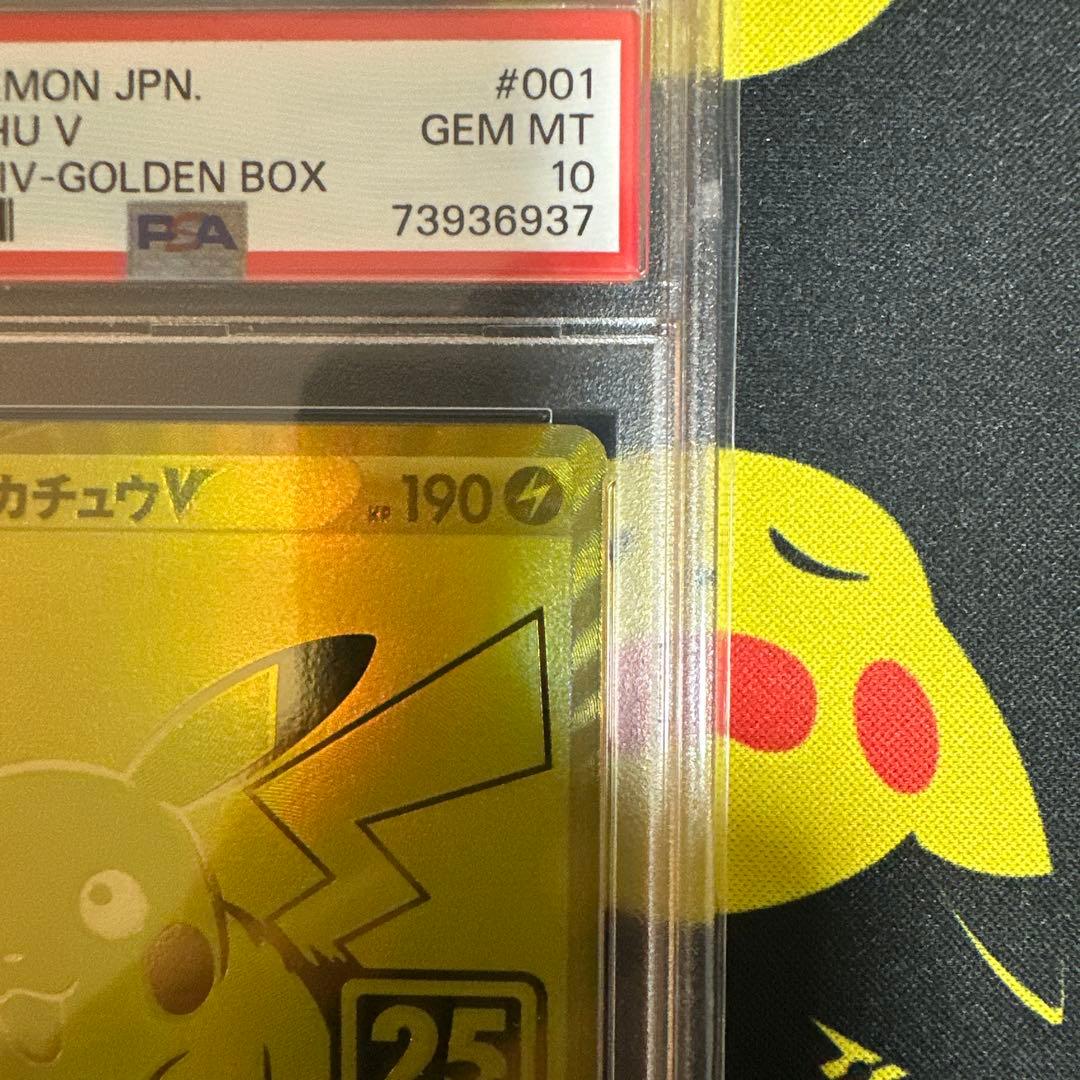 EMON JPN. #001
HU V GEM MT
IV-GOLDEN BOX 10
PSA 73936937
カチュウV HP 190
25